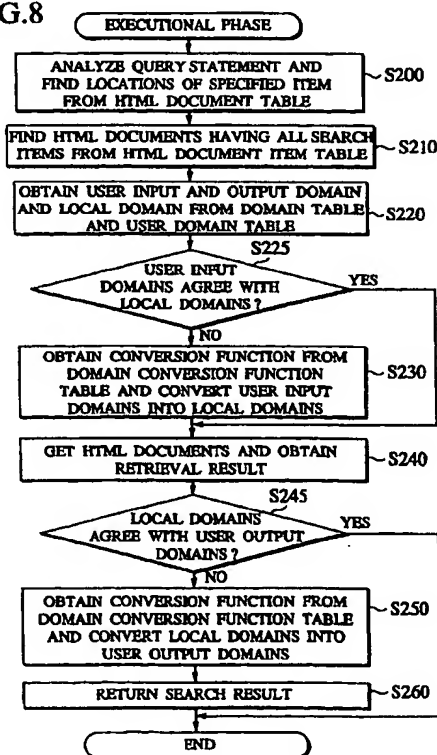 G.8
EXECUTIONAL PHASE
ANALYZE QUERY STATEMENT AND
FIND LOCATIONS OF SPECIFIED ITEM
FROM HTML DOCUMENT TABLE
S200
FIND HTML DOCUMENTS HAVING ALL SEARCH
ITEMS FROM HTML DOCUMENT ITEM TABLE
S210
OBTAIN USER INPUT AND OUTPUT DOMAIN
AND LOCAL DOMAIN FROM DOMAIN TABLE
AND USER DOMAIN TABLE
S220
S225
USER INPUT
DOMAINS AGREE WITH
LOCAL DOMAINS ?
YES
NO
OBTAIN CONVERSION FUNCTION FROM
DOMAIN CONVERSION FUNCTION
TABLE AND CONVERT USER INPUT
DOMAINS INTO LOCAL DOMAINS
S230
GET HTML DOCUMENTS AND OBTAIN
RETRIEVAL RESULT
S240
S245
LOCAL DOMAINS
AGREE WITH USER OUTPUT
DOMAINS ?
YES
NO
OBTAIN CONVERSION FUNCTION FROM
DOMAIN CONVERSION FUNCTION TABLE
AND CONVERT LOCAL DOMAINS INTO
USER OUTPUT DOMAINS
S250
RETURN SEARCH RESULT
S260
END